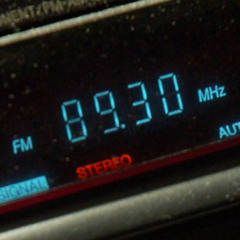 FM 89.30 MHz
AUT
SIGNAL STEREO